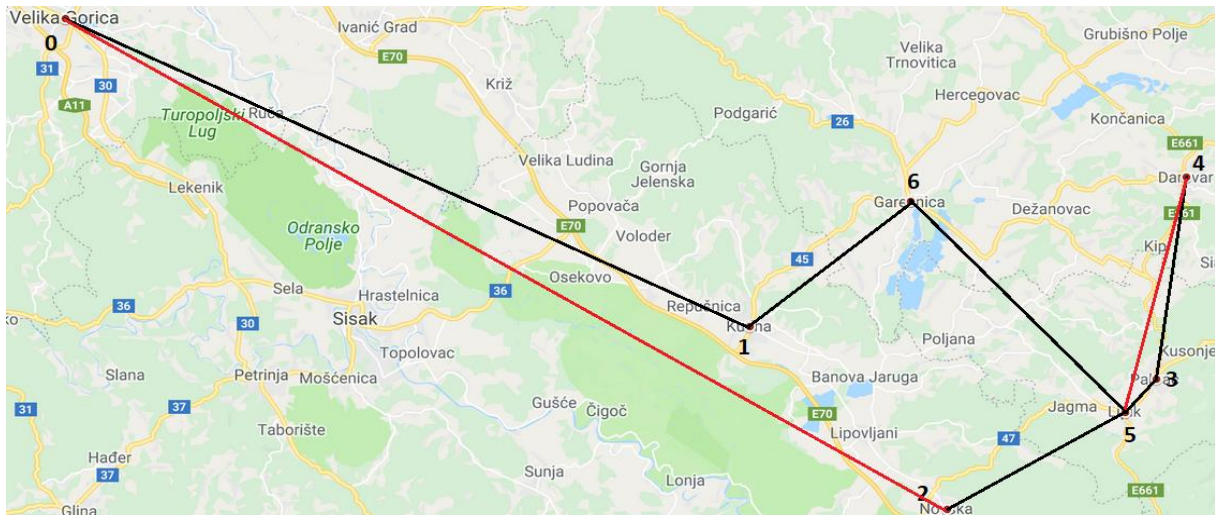 Velika Gorica
0
Ivanić Grad
Grubišno Polje
31
30
E70
Velika
Trnovitica
Križ
A11
Turopoljski
Lug
Ruča
Podgarić
Hercegovac
26
Končanica
E661
4
Velika Ludina
Gornja
Jelenska
6
Lekenik
Popovača
Garešnica
Dežanovac
Odransko
Polje
E70
Voloder
Kip
Osekovo
45
Sela
Hrastelnica
36
Repušnica
36
Sisak
30
1
Poljana
Topolovac
Kusonje
Slana
Petrinja
Mošćenica
Banova Jaruga
3
37
Gušće
Čigoč
E70
Jagma
31
Taborište
Lipovljani
47
5
Hađer
37
Sunja
Lonja
2
E661
Glina